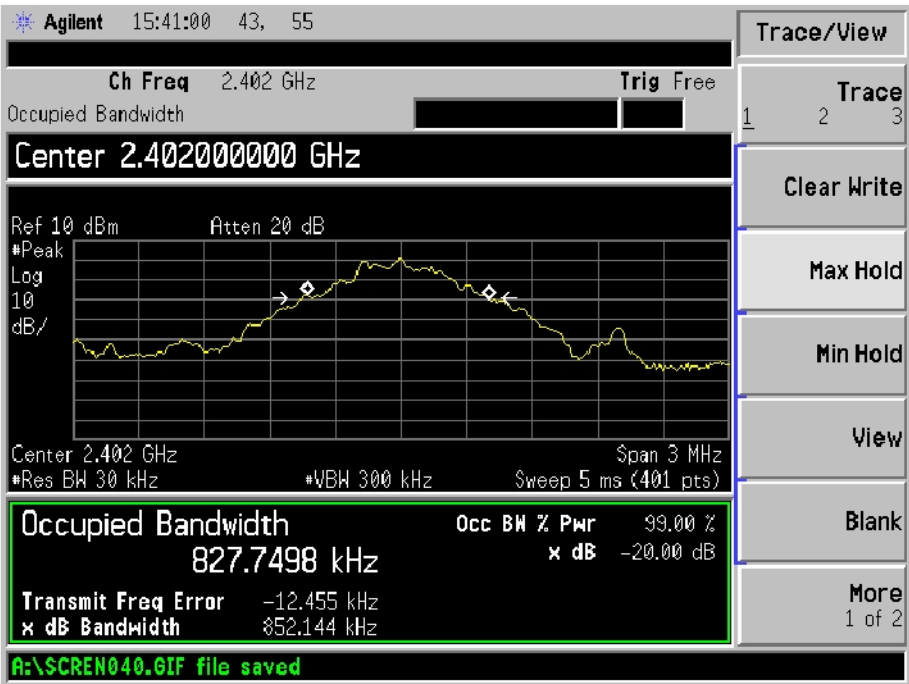 Agilent 15:41:00 43, 55
Trace/View
Ch Freq 2.402 GHz Trig Free
Occupied Bandwidth
Trace
1 2 3
Center 2.402000000 GHz
Clear Write
Ref 10 dBm Atten 20 dB
#Peak
Log
10
dB/
Max Hold
Min Hold
View
Center 2.402 GHz Span 3 MHz
#Res BW 30 kHz #VBW 300 kHz Sweep 5 ms (401 pts)
Occupied Bandwidth
827.7498 kHz
Occ BW % Pwr 99.00 %
x dB -20.00 dB
Blank
Transmit Freq Error -12.455 kHz
x dB Bandwidth 852.144 kHz
More
1 of 2
A:\SCREN040.GIF file saved